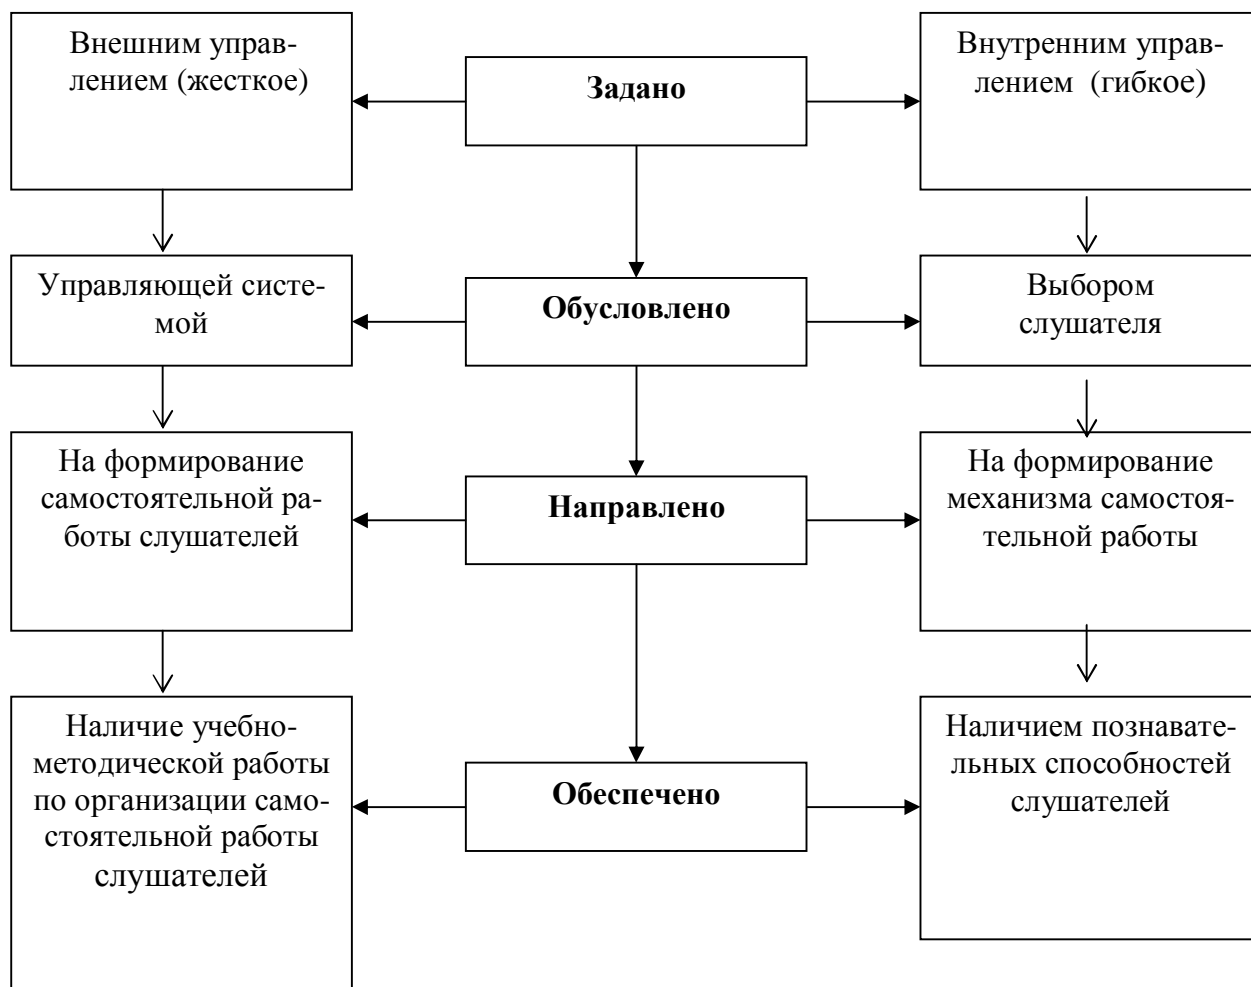 Внешним управ-
лением (жесткое)
Задано
Внутренним управ-
лением (гибкое)
Управляющей систе-
мой
Обусловлено
Выбором
слушателя
На формирование
самостоятельной ра-
боты слушателей
Направлено
На формирование
механизма самостоя-
тельной работы
Наличие учебно-
методической работы
по организации само-
стоятельной работы
слушателей
Обеспечено
Наличием познавате-
льных способностей
слушателей